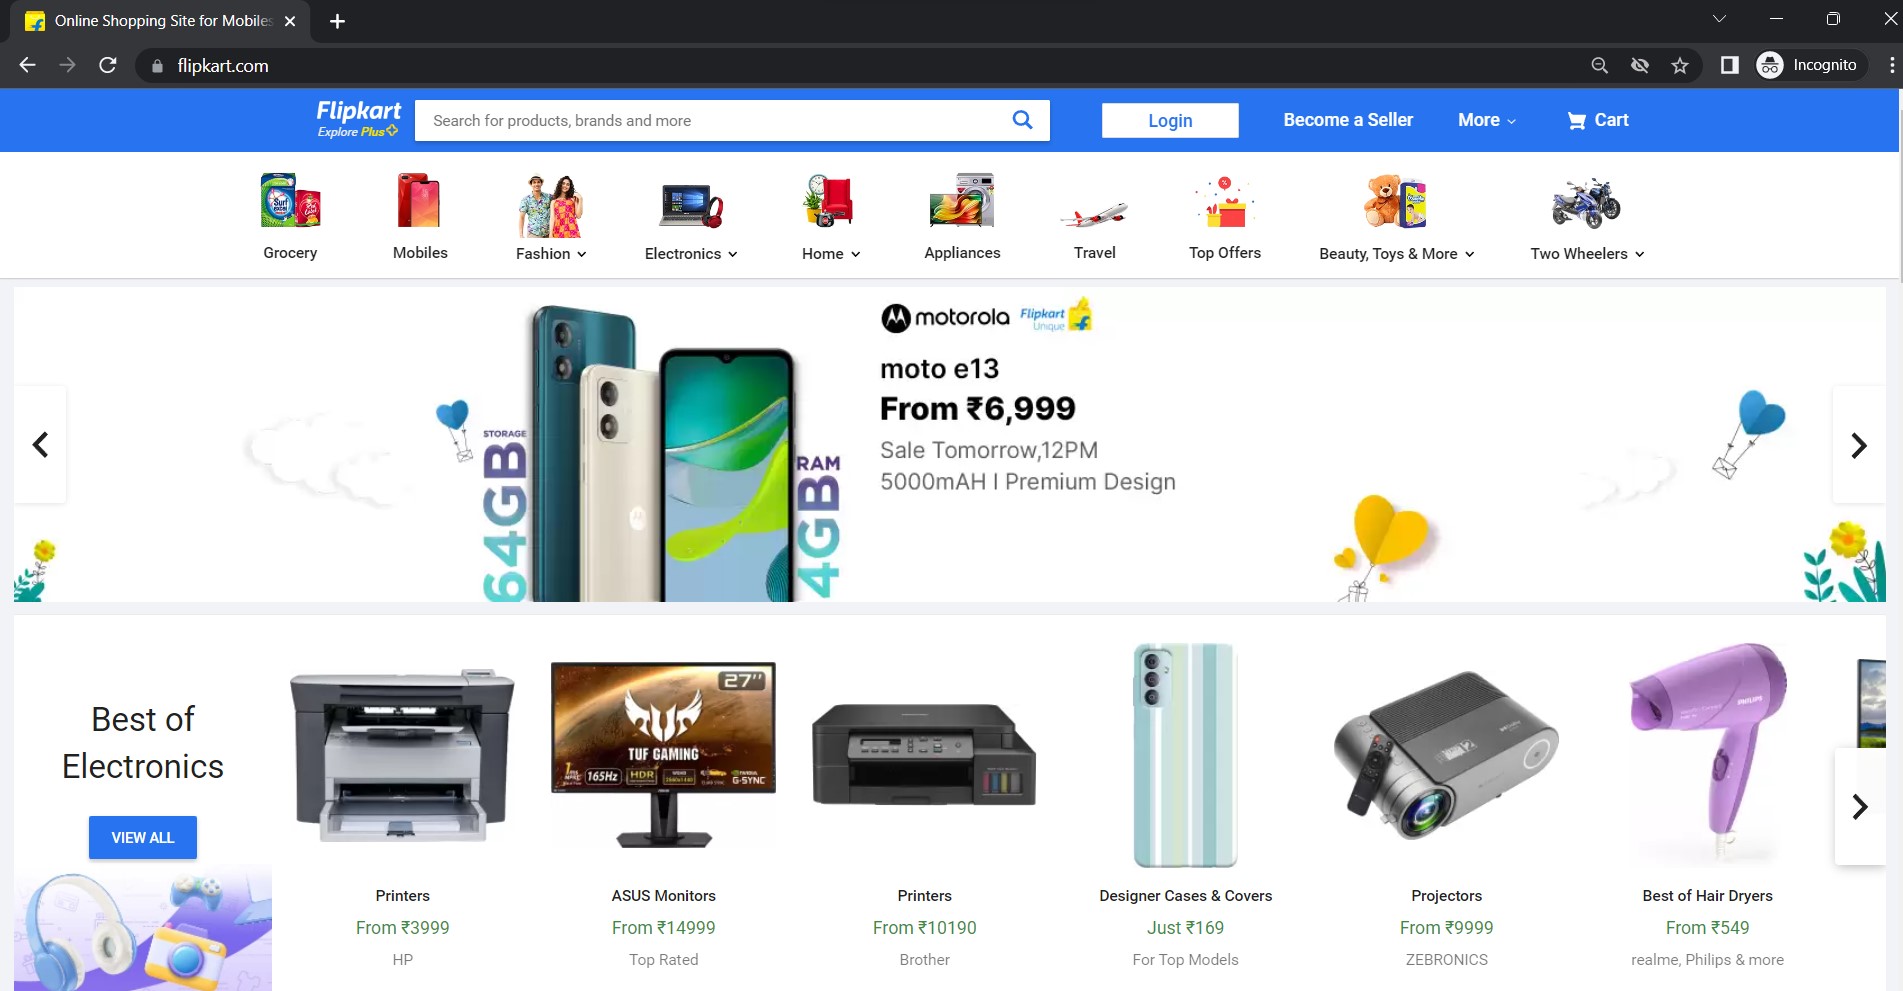 Online Shopping Site for Mobiles
flipkart.com
Incognito
Flipkart
Explore Plus
Search for products, brands and more
Login
Become a Seller
More
Cart
Surf
excel
Grocery
Mobiles
Fashion
Electronics
Home
Appliances
Travel
Top Offers
Beauty, Toys & More
Two Wheelers
motorola
Flipkart
Unique
moto e13
From ₹6,999
Sale Tomorrow,12PM
5000mAH I Premium Design
STORAGE
64GB
RAM
4GB
Best of
Electronics
VIEW ALL
27"
TUF GAMING
165Hz
HDR
G-SYNC
PHILIPS
Printers
From ₹3999
HP
ASUS Monitors
From ₹14999
Top Rated
Printers
From ₹10190
Brother
Designer Cases & Covers
Just ₹169
For Top Models
Projectors
From ₹9999
ZEBRONICS
Best of Hair Dryers
From ₹549
realme, Philips & more